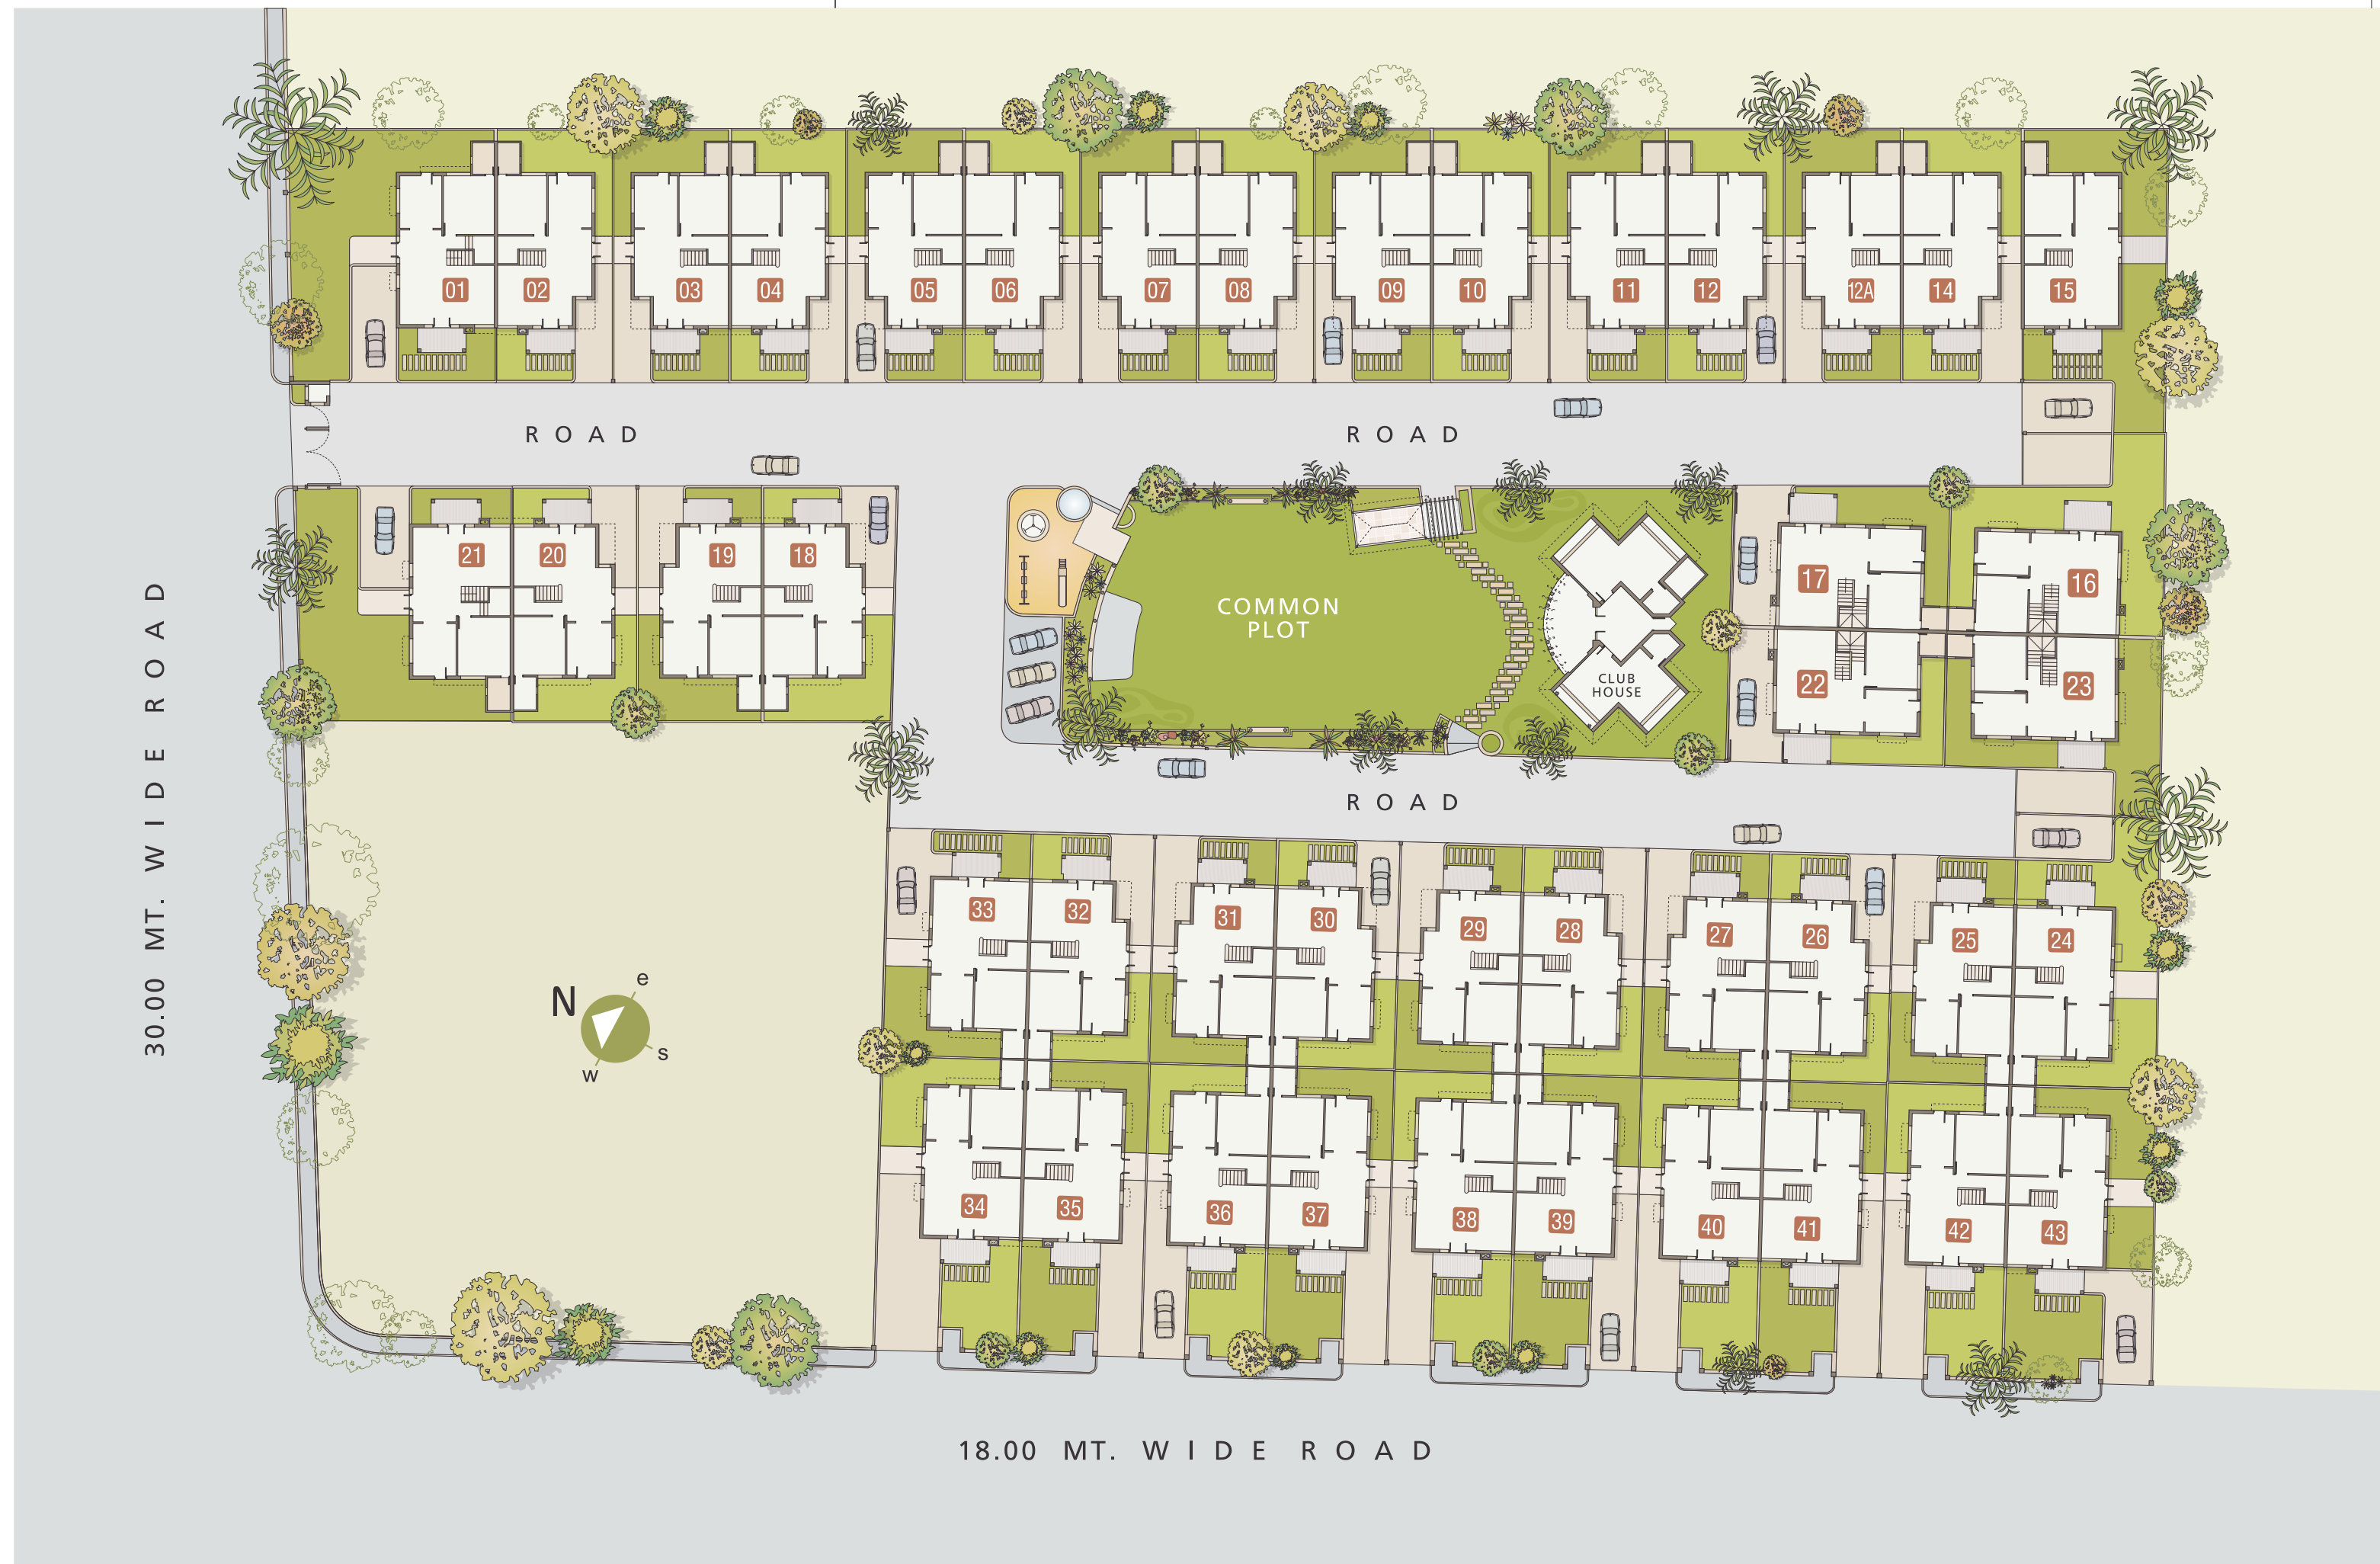 01 02 03 04 05 06 07 08 09 10 11 12 12A 14 15
ROAD ROAD
21 20 19 18
17 16
COMMON
PLOT
CLUB
HOUSE
22 23
30.00 MT. WIDE ROAD
ROAD
33 32 31 30 29 28 27 26 25 24
N e
s
w
34 35 36 37 38 39 40 41 42 43
18.00 MT. WIDE ROAD